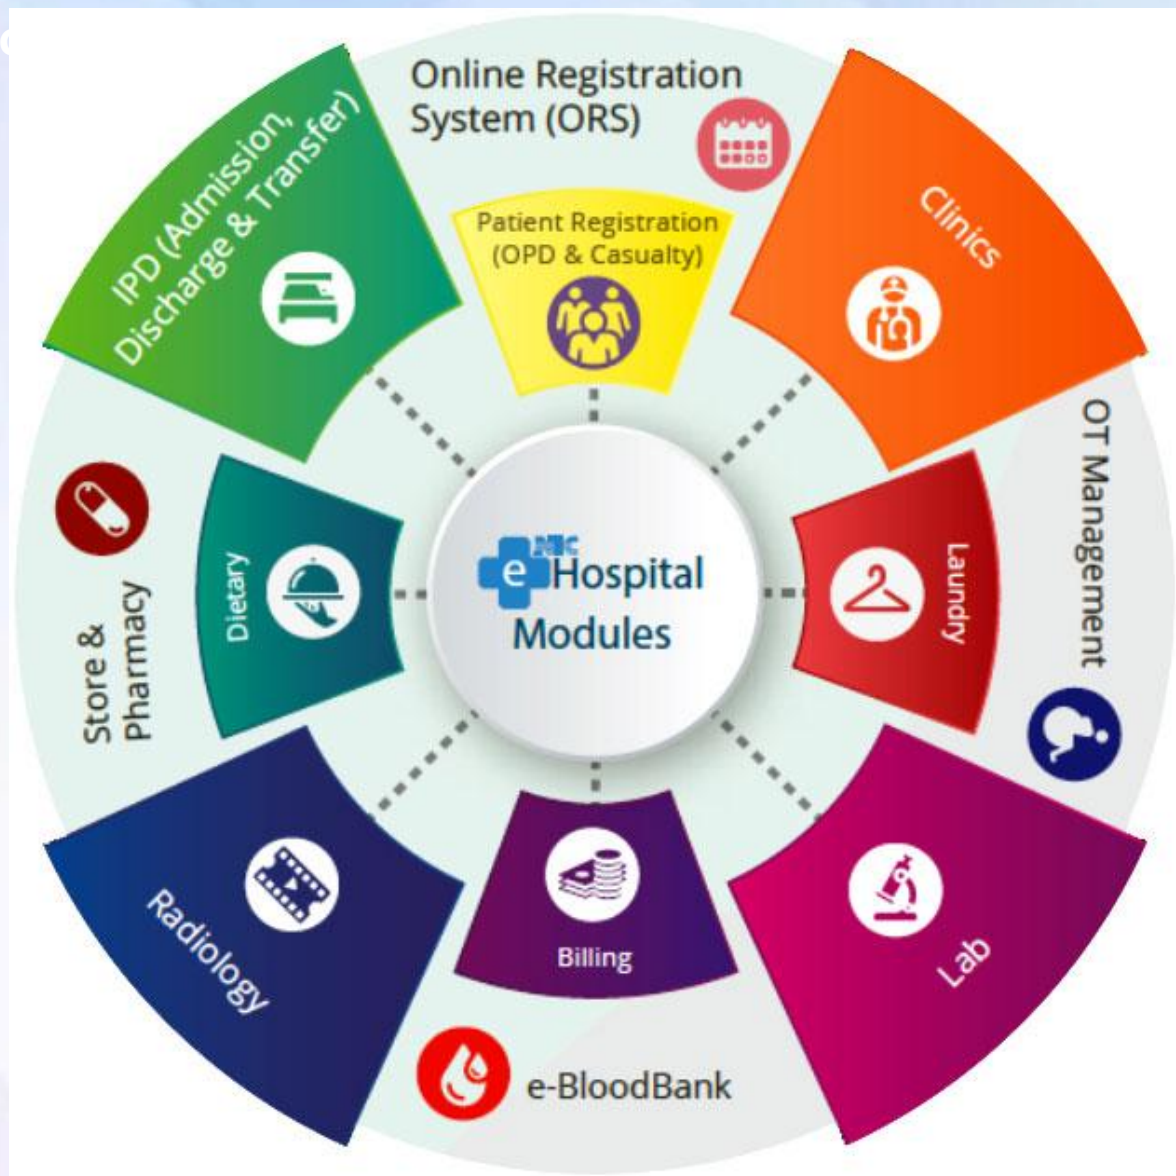 Online Registration
System (ORS)
IPD (Admission,
Discharge & Transfer)
Patient Registration
(OPD & Casualty)
Clinics
OT Management
Store &
Pharmacy
Dietary
NIC
e Hospital
Modules
Laundry
Radiology
Billing
Lab
e-BloodBank